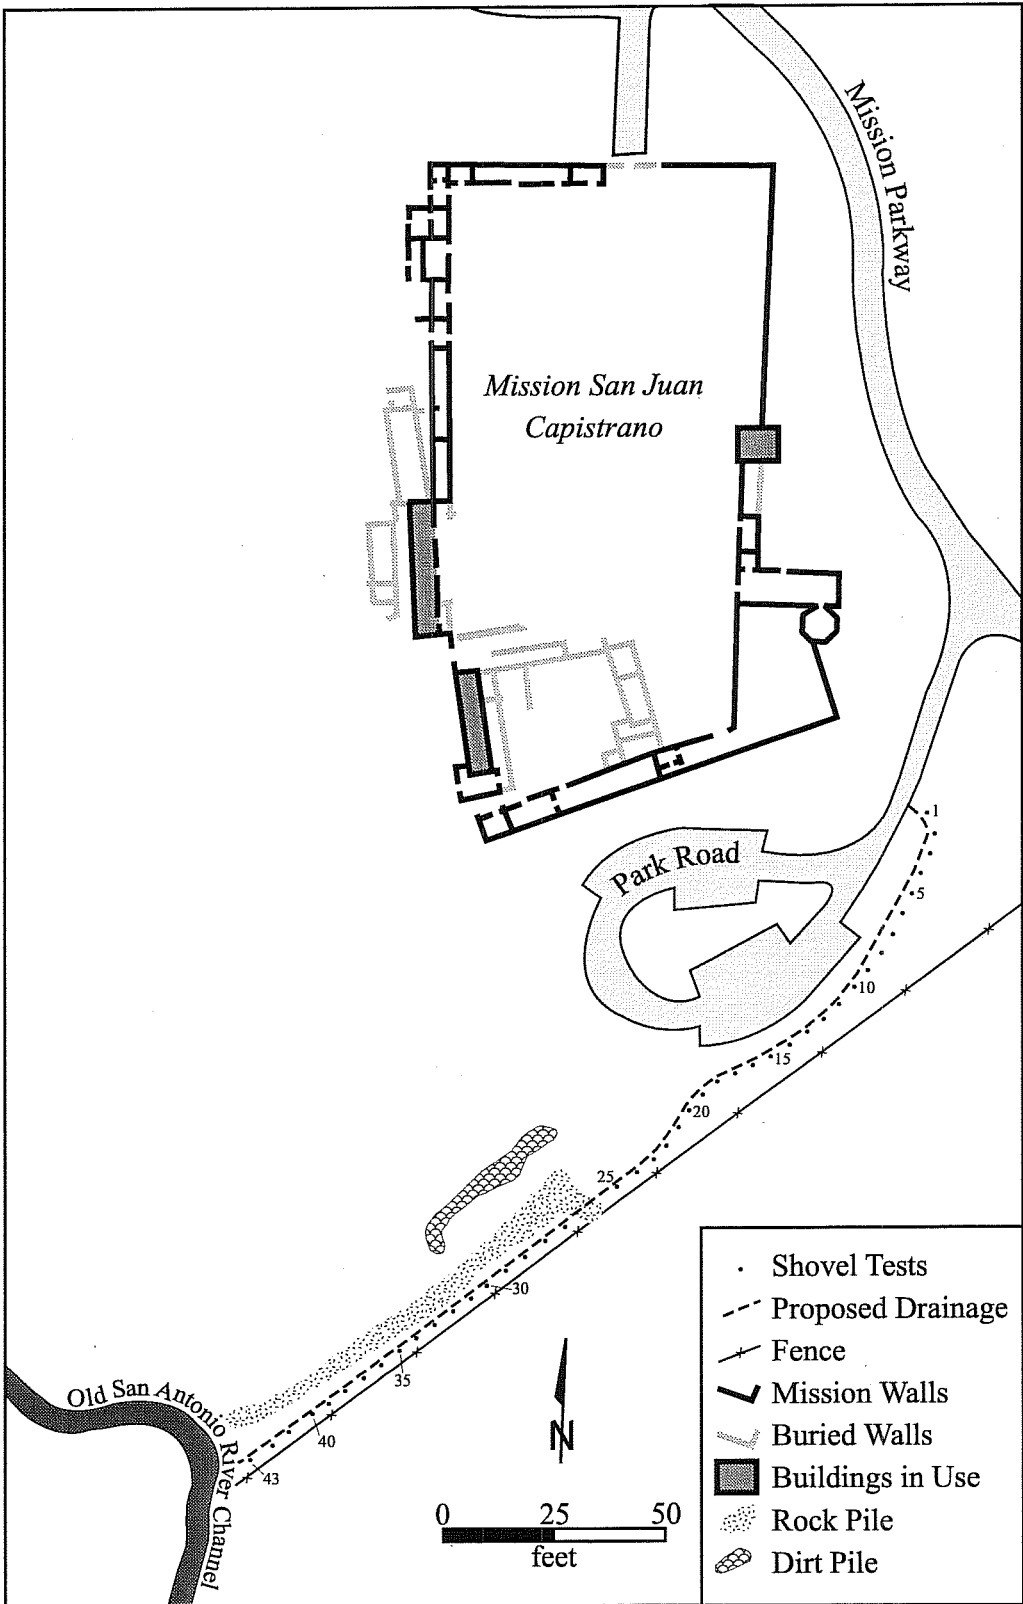 Mission Parkway
Mission San Juan
Capistrano
1
5
Park Road
10
15
20
25
30
35
40
43
Old San Antonio River Channel
N
0 25 50
feet
Shovel Tests
Proposed Drainage
Fence
Mission Walls
Buried Walls
Buildings in Use
Rock Pile
Dirt Pile